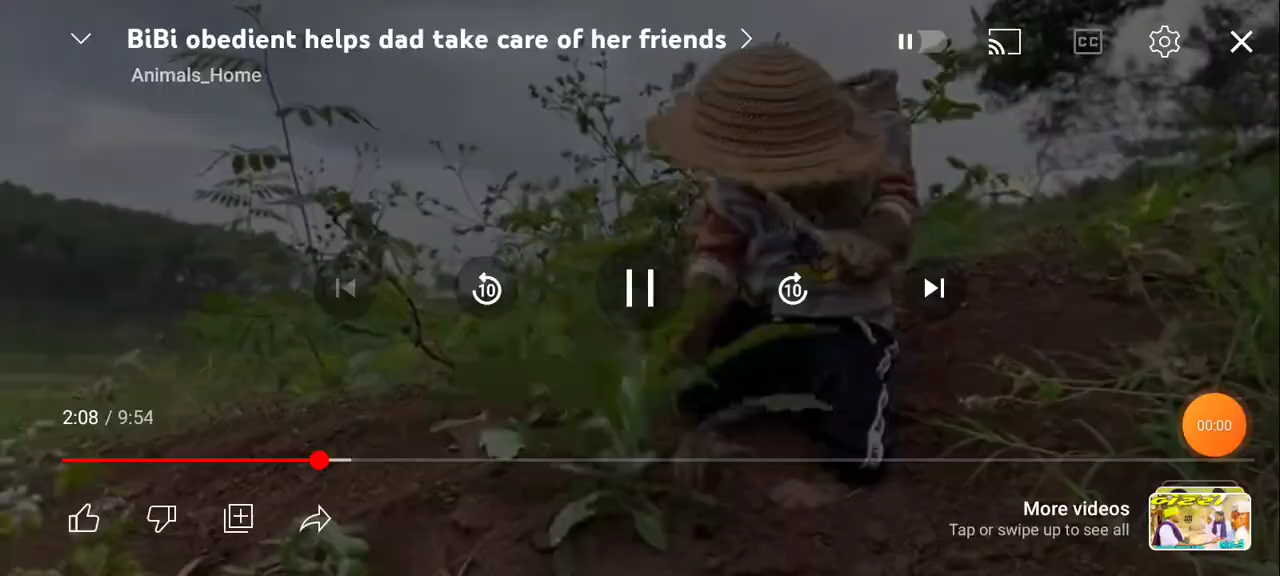 BiBi obedient helps dad take care of her friends
Animals_Home
CC
10
10
2:08 / 9:54
00:00
More videos
Tap or swipe up to see all